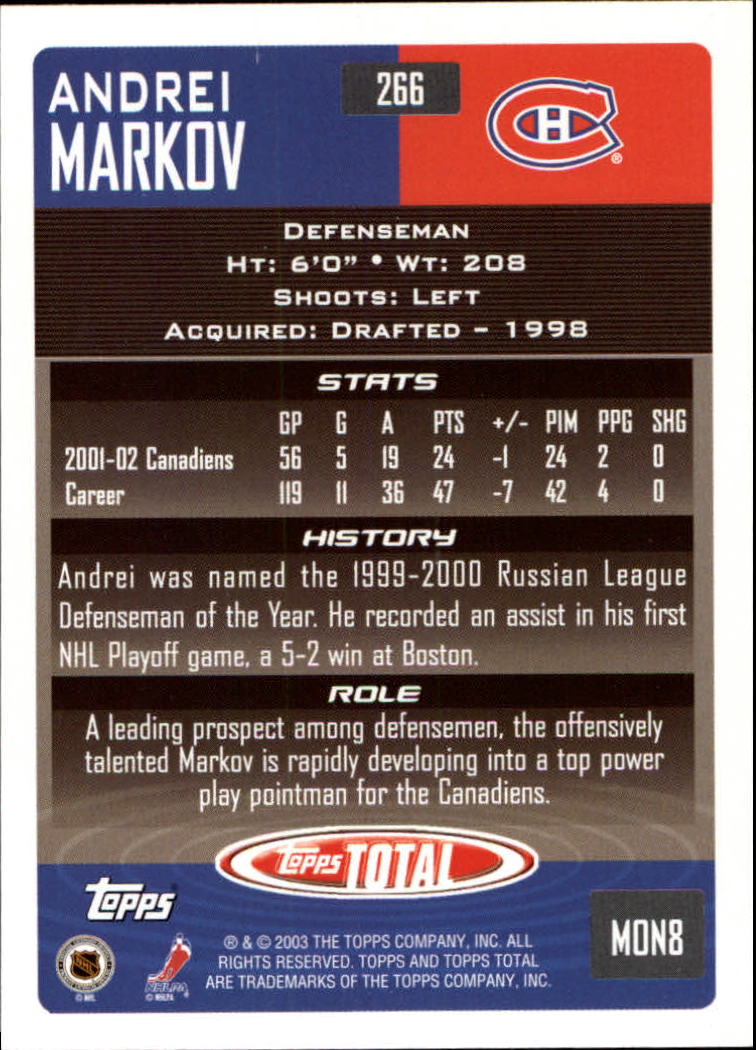 ANDREI
MARKOV
266
CH®
DEFENSEMAN
HT: 6'0" • WT: 208
SHOOTS: LEFT
ACQUIRED: DRAFTED – 1998
STATS
GP G A PTS +/- PIM PPG SHG
2001-02 Canadiens 56 5 19 24 -1 24 2 0
Career 119 11 36 47 -7 42 4 0
HISTORY
Andrei was named the 1999-2000 Russian League
Defenseman of the Year. He recorded an assist in his first
NHL Playoff game, a 5-2 win at Boston.
ROLE
A leading prospect among defensemen, the offensively
talented Markov is rapidly developing into a top power
play pointman for the Canadiens.
topps TOTAL
topps
MON8
® & © 2003 THE TOPPS COMPANY, INC. ALL
RIGHTS RESERVED. TOPPS AND TOPPS TOTAL
ARE TRADEMARKS OF THE TOPPS COMPANY, INC.
NHL
© NHL
NHLPA
© NHLPA